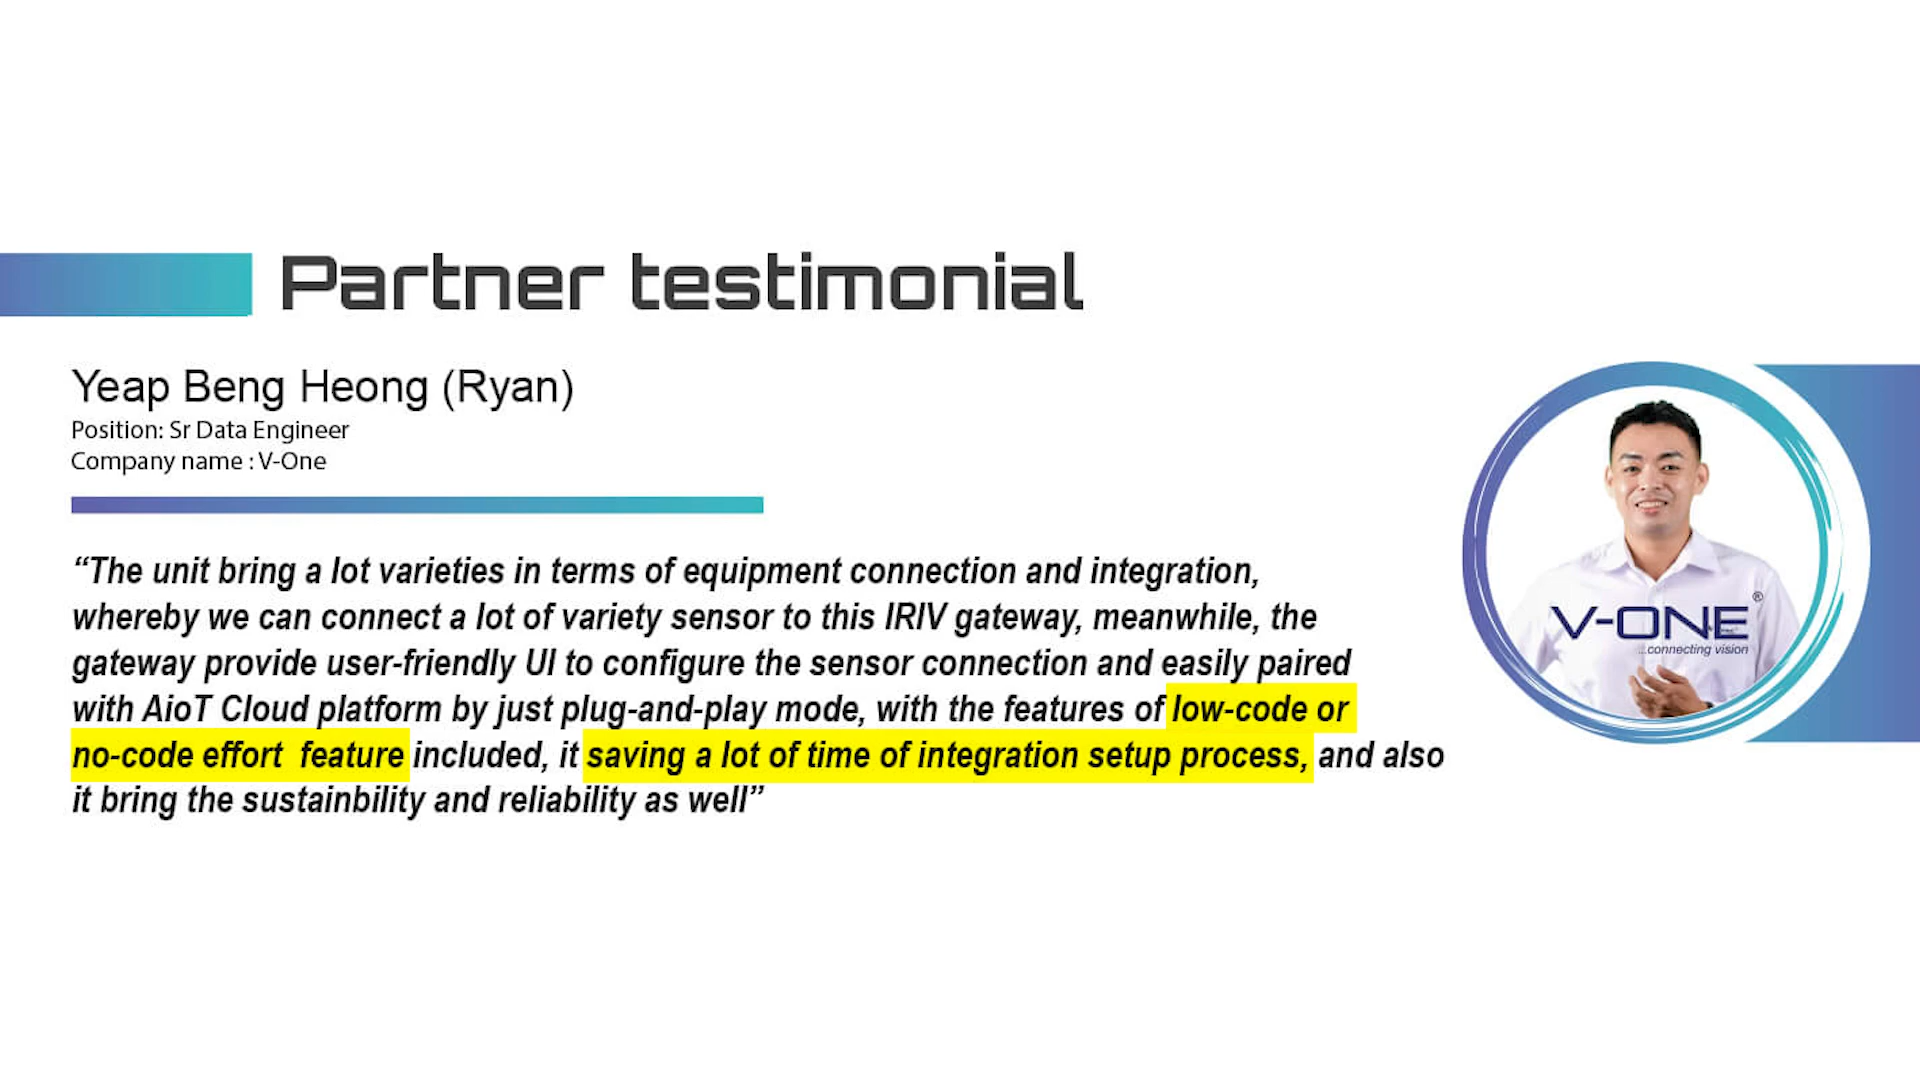 Partner testimonial
Yeap Beng Heong (Ryan)
Position: Sr Data Engineer
Company name : V-One
“The unit bring a lot varieties in terms of equipment connection and integration,
whereby we can connect a lot of variety sensor to this IRIV gateway, meanwhile, the
gateway provide user-friendly UI to configure the sensor connection and easily paired
with AioT Cloud platform by just plug-and-play mode, with the features of low-code or
no-code effort  feature included, it saving a lot of time of integration setup process, and also
it bring the sustainbility and reliability as well”
V-ONE®
...connecting vision